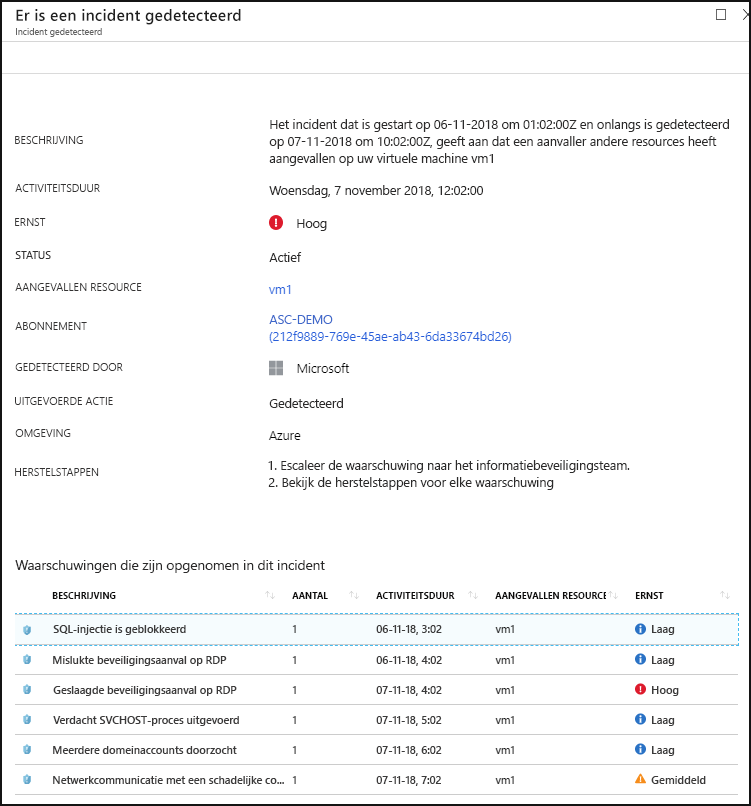 Er is een incident gedetecteerd
Incident gedetecteerd
BESCHRIJVING
Het incident dat is gestart op 06-11-2018 om 01:02:00Z en onlangs is gedetecteerd
op 07-11-2018 om 10:02:00Z, geeft aan dat een aanvaller andere resources heeft
aangevallen op uw virtuele machine vm1
ACTIVITEITSDUUR Woensdag, 7 november 2018, 12:02:00
ERNST Hoog
STATUS Actief
AANGEVALLEN RESOURCE vm1
ABONNEMENT ASC-DEMO
(212f9889-769e-45ae-ab43-6da33674bd26)
GEDETECTEERD DOOR Microsoft
UITGEVOERDE ACTIE Gedetecteerd
OMGEVING Azure
HERSTELSTAPPEN 1. Escaleer de waarschuwing naar het informatiebeveiligingsteam.
2. Bekijk de herstelstappen voor elke waarschuwing
Waarschuwingen die zijn opgenomen in dit incident
BESCHRIJVING AANTAL ACTIVITEITSDUUR AANGEVALLEN RESOURCE ERNST
SQL-injectie is geblokkeerd 1 06-11-18, 3:02 vm1 Laag
Mislukte beveiligingsaanval op RDP 1 06-11-18, 4:02 vm1 Laag
Geslaagde beveiligingsaanval op RDP 1 07-11-18, 4:02 vm1 Hoog
Verdacht SVCHOST-proces uitgevoerd 1 07-11-18, 5:02 vm1 Laag
Meerdere domeinaccounts doorzocht 1 07-11-18, 6:02 vm1 Laag
Netwerkcommunicatie met een schadelijke co... 1 07-11-18, 7:02 vm1 Gemiddeld